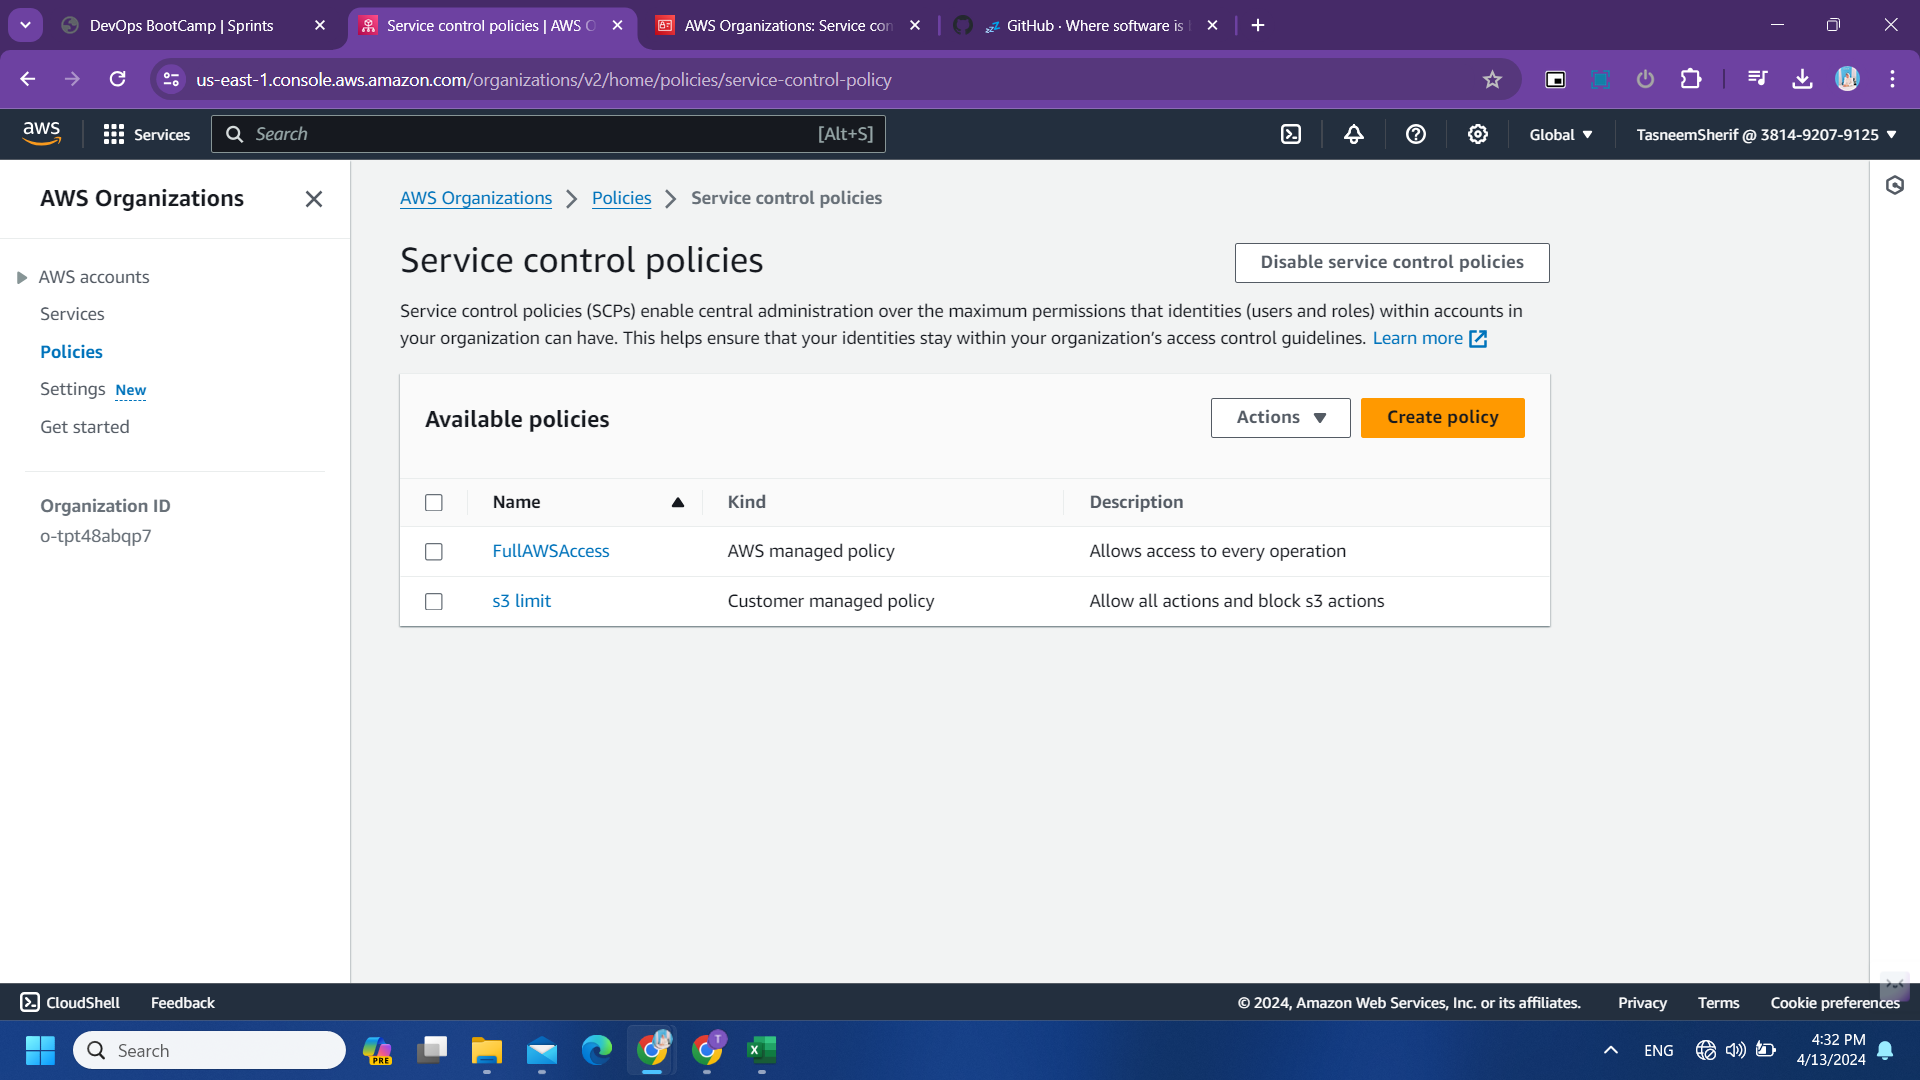 DevOps BootCamp | Sprints
Service control policies | AWS O
AWS Organizations: Service con
GitHub · Where software is
us-east-1.console.aws.amazon.com/organizations/v2/home/policies/service-control-policy
aws
Services
Search
[Alt+S]
Global
TasneemSherif @ 3814-9207-9125
AWS Organizations
AWS accounts
Services
Policies
Settings New
Get started
Organization ID
o-tpt48abqp7
AWS Organizations
Policies
Service control policies
Service control policies
Disable service control policies
Service control policies (SCPs) enable central administration over the maximum permissions that identities (users and roles) within accounts in
your organization can have. This helps ensure that your identities stay within your organization’s access control guidelines. Learn more
Available policies
Actions
Create policy
Name
Kind
Description
FullAWSAccess
AWS managed policy
Allows access to every operation
s3 limit
Customer managed policy
Allow all actions and block s3 actions
CloudShell
Feedback
© 2024, Amazon Web Services, Inc. or its affiliates.
Privacy
Terms
Cookie preferences
Search
PRE
T
ENG
4:32 PM
4/13/2024